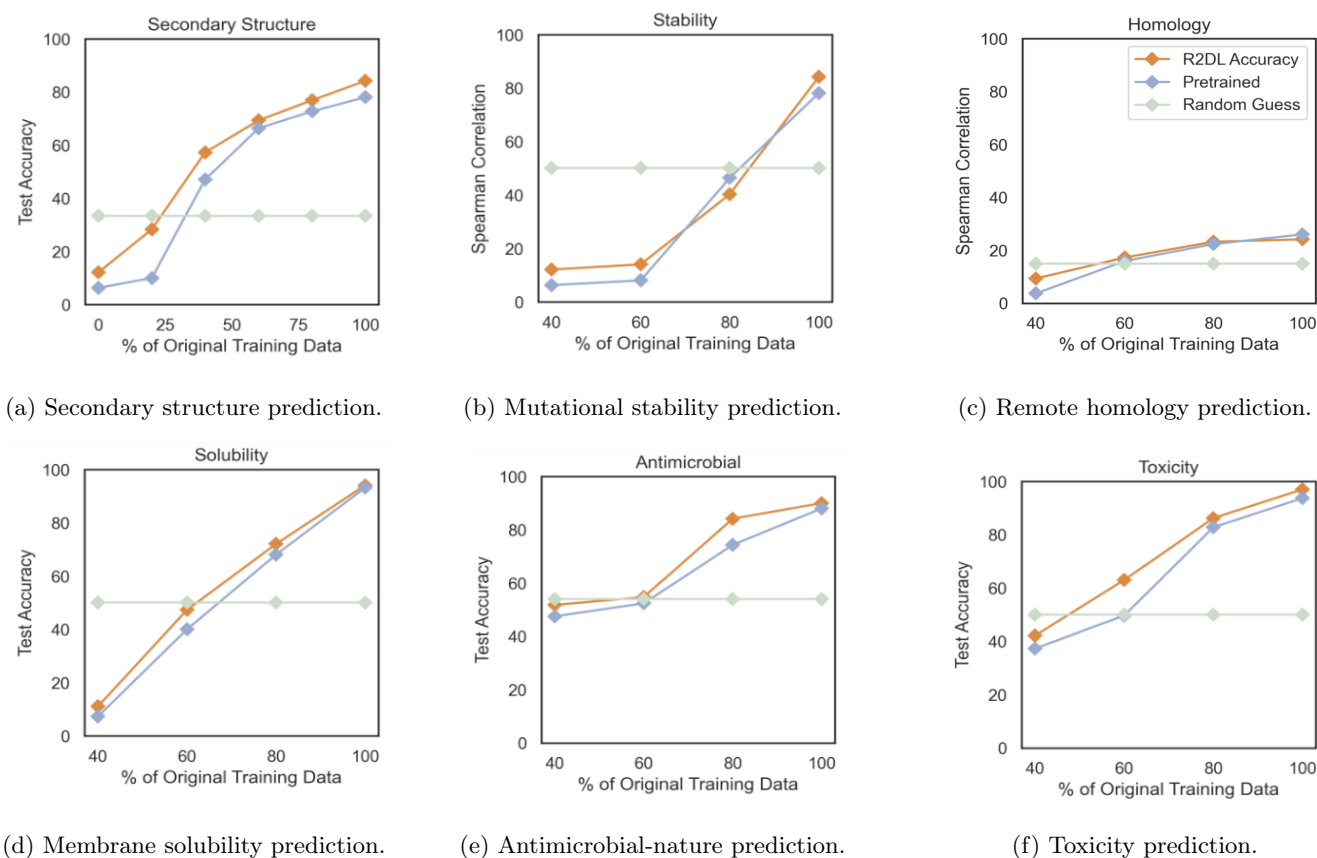 Secondary Structure
100
80
60
40
20
0
Test Accuracy
0 25 50 75 100
% of Original Training Data
(a) Secondary structure prediction.
Stability
100
80
60
40
20
0
Spearman Correlation
40 60 80 100
% of Original Training Data
(b) Mutational stability prediction.
Homology
100
80
60
40
20
0
Spearman Correlation
R2DL Accuracy
Pretrained
Random Guess
40 60 80 100
% of Original Training Data
(c) Remote homology prediction.
Solubility
100
80
60
40
20
0
Test Accuracy
40 60 80 100
% of Original Training Data
(d) Membrane solubility prediction.
Antimicrobial
100
80
60
40
20
0
Test Accuracy
40 60 80 100
% of Original Training Data
(e) Antimicrobial-nature prediction.
Toxicity
100
80
60
40
20
0
Test Accuracy
40 60 80 100
% of Original Training Data
(f) Toxicity prediction.